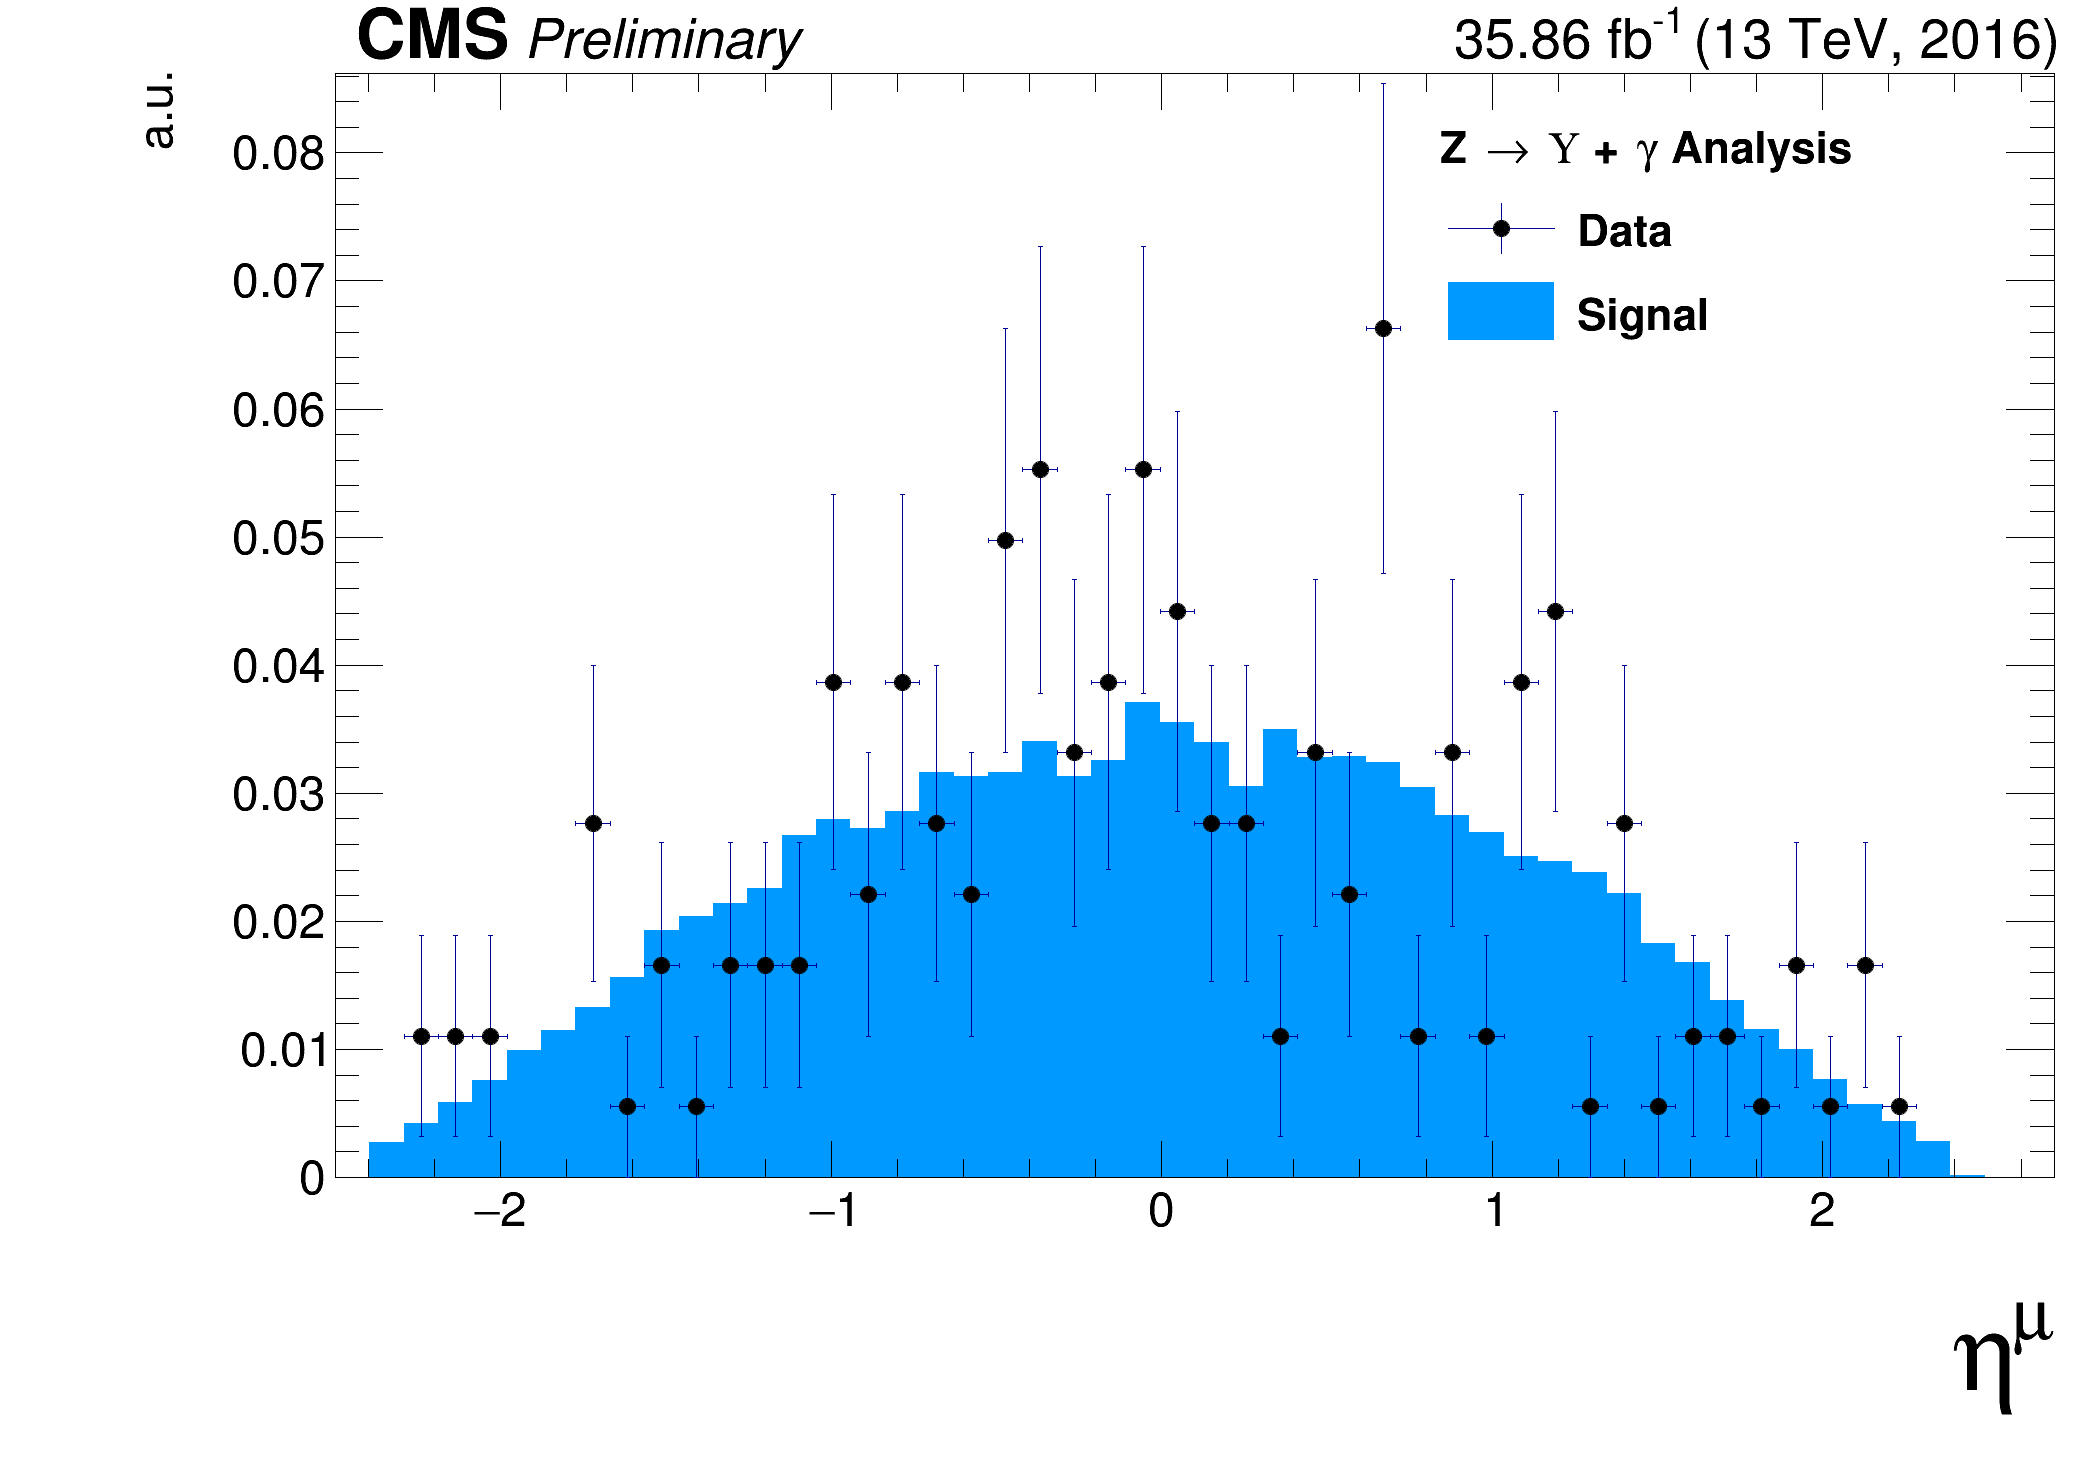 CMS Preliminary 35.86 fb-1 (13 TeV, 2016)
a.u.
Z → Υ + γ Analysis
Data
Signal
0.08
0.07
0.06
0.05
0.04
0.03
0.02
0.01
0
−2 −1 0 1 2
ημ